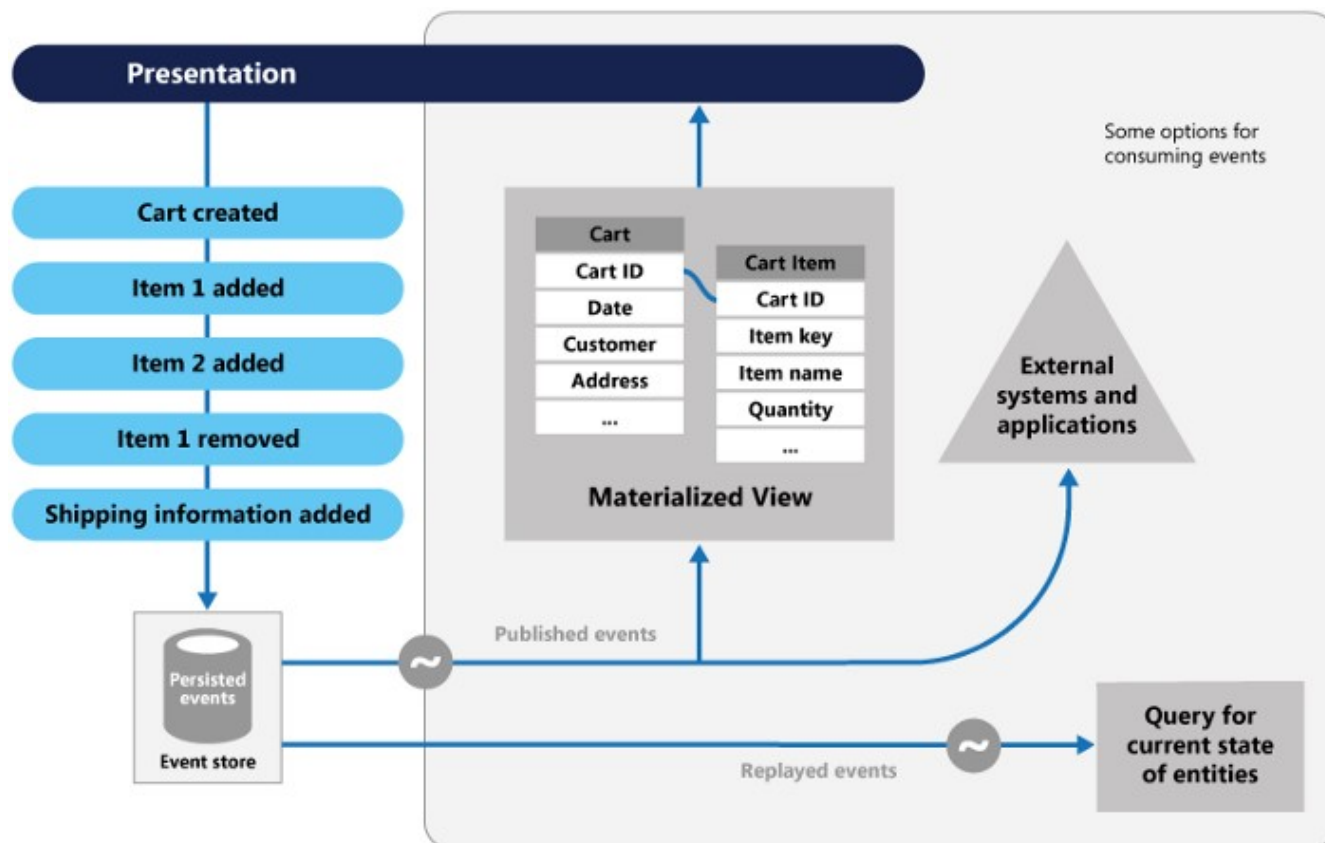 Presentation
Some options for
consuming events
Cart created
Item 1 added
Item 2 added
Item 1 removed
Shipping information added
Cart
Cart ID
Date
Customer
Address
...
Cart Item
Cart ID
Item key
Item name
Quantity
...
Materialized View
External
systems and
applications
Persisted
events
Event store
Published events
~
Replayed events
~
Query for
current state
of entities